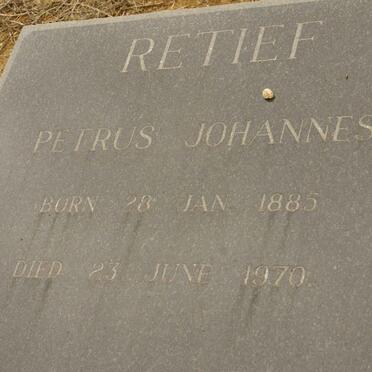 RETIEF
PETRUS JOHANNES
BORN 28 JAN 1885
DIED 23 JUNE 1970.